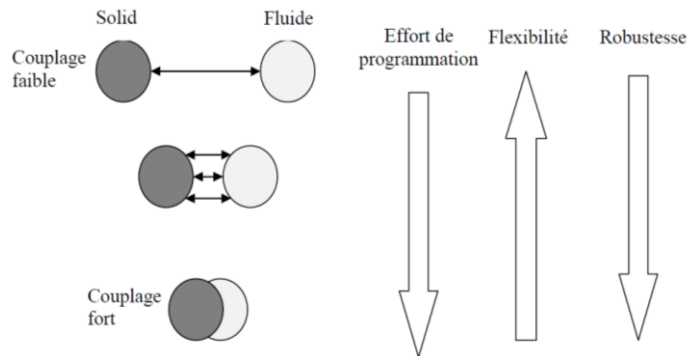 Solid
Fluide
Couplage
faible
Couplage
fort
Effort de
programmation
Flexibilité
Robustesse